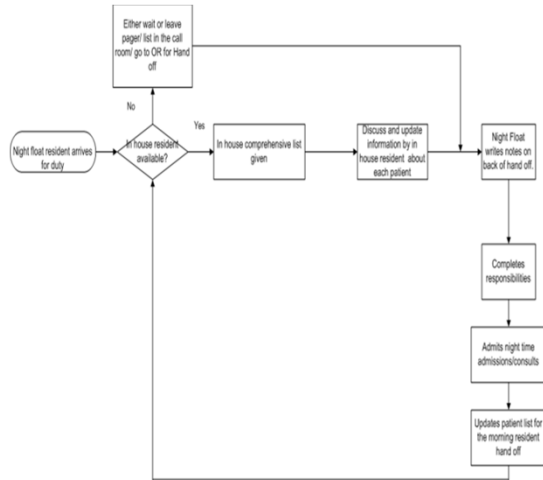 Either wait or leave
pager/ list in the call
room/ go to OR for Hand
off
No
Yes
Night float resident arrives
for duty
In house resident
available?
In house comprehensive list
given
Discuss and update
information by in
house resident about
each patient
Night Float
writes notes on
back of hand off.
Completes
responsibilities
Admits night time
admissions/consults
Updates patient list for
the morning resident
hand off